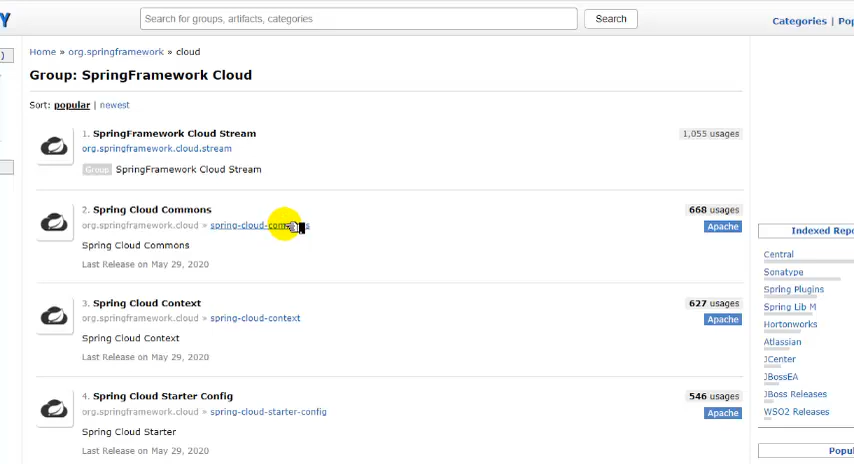 Y
Search for groups, artifacts, categories
Search
Categories |
)
Home » org.springframework » cloud
Group: SpringFramework Cloud
Sort: popular | newest
1. SpringFramework Cloud Stream
1,055 usages
org.springframework.cloud.stream
Group SpringFramework Cloud Stream
2. Spring Cloud Commons
668 usages
org.springframework.cloud »
Apache
Spring Cloud Commons
Last Release on May 29, 2020
3. Spring Cloud Context
627 usages
org.springframework.cloud » spring-cloud-context
Apache
Spring Cloud Context
Last Release on May 29, 2020
4. Spring Cloud Starter Config
546 usages
org.springframework.cloud » spring-cloud-starter-config
Apache
Spring Cloud Starter
Last Release on May 29, 2020
Indexed
Central
Sonatype
Spring Plugins
Spring Lib M
Hortonworks
Atlassian
JCenter
JBossEA
JBoss Releases
WSO2 Releases